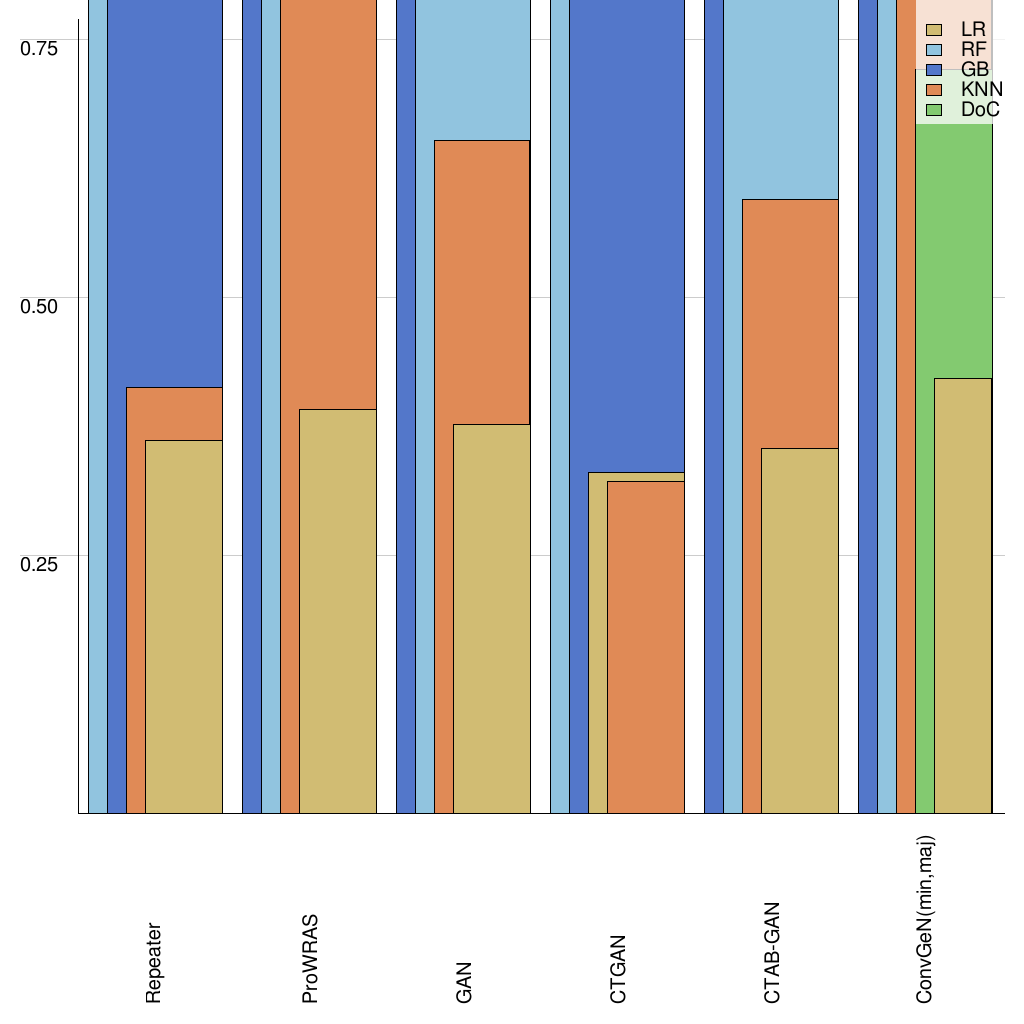 0.75
0.50
0.25
LR
RF
GB
KNN
DoC
Repeater
ProWRAS
GAN
CTGAN
CTAB-GAN
ConvGeN(min,maj)